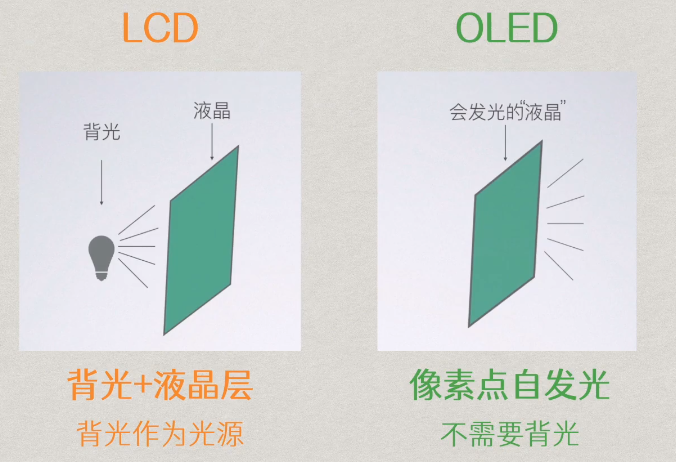 LCD
OLED
背光
液晶
会发光的“液晶”
背光+液晶层
像素点自发光
背光作为光源
不需要背光